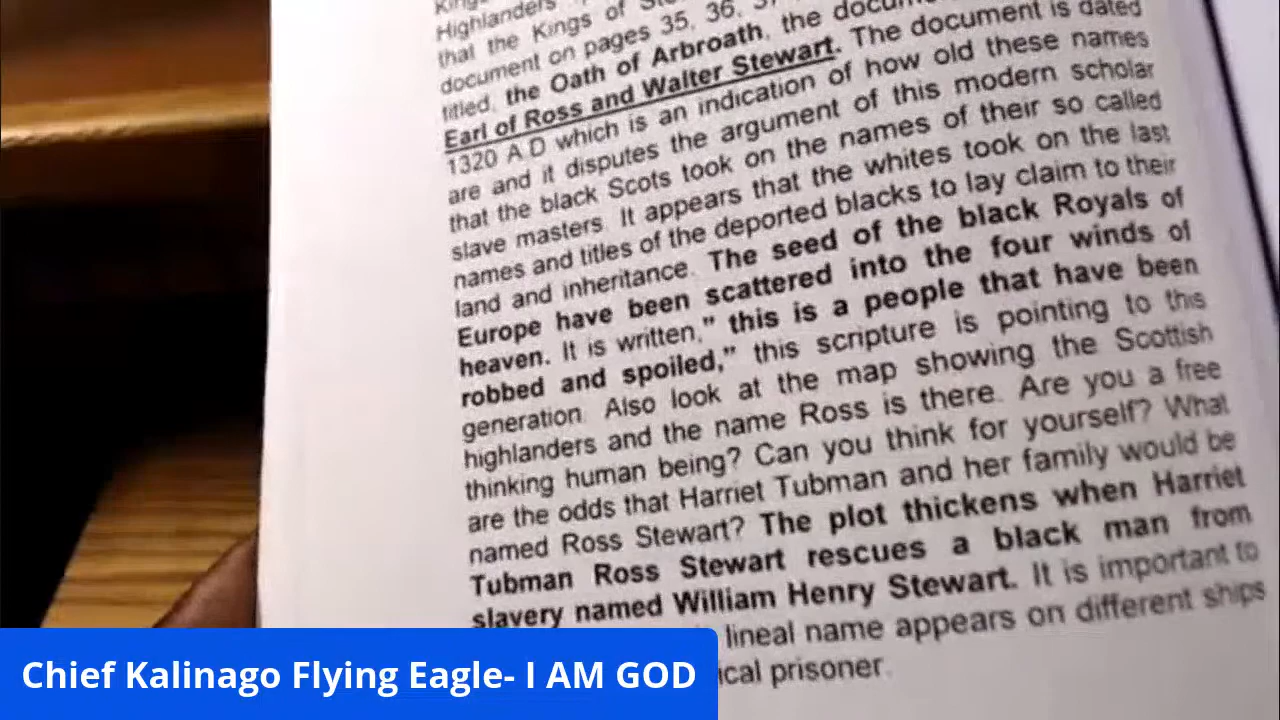 Highlanders
that the Kings of
document on pages 35, 36,
titled, the Oath of Arbroath, the
Earl of Ross and Walter Stewart. The document is dated
1320 A D which is an indication of how old these names
are and it disputes the argument of this modern scholar
that the black Scots took on the names of their so called
slave masters. It appears that the whites took on the last
names and titles of the deported blacks to lay claim to their
land and inheritance. The seed of the black Royals of
Europe have been scattered into the four winds of
heaven. It is written," this is a people that have been
robbed and spoiled," this scripture is pointing to this
generation. Also look at the map showing the Scottish
highlanders and the name Ross is there. Are you a free
thinking human being? Can you think for yourself? What
are the odds that Harriet Tubman and her family would be
named Ross Stewart? The plot thickens when Harriet
Tubman Ross Stewart rescues a black man from
slavery named William Henry Stewart. It is important to
lineal name appears on different ships
prisoner.
Chief Kalinago Flying Eagle- I AM GOD